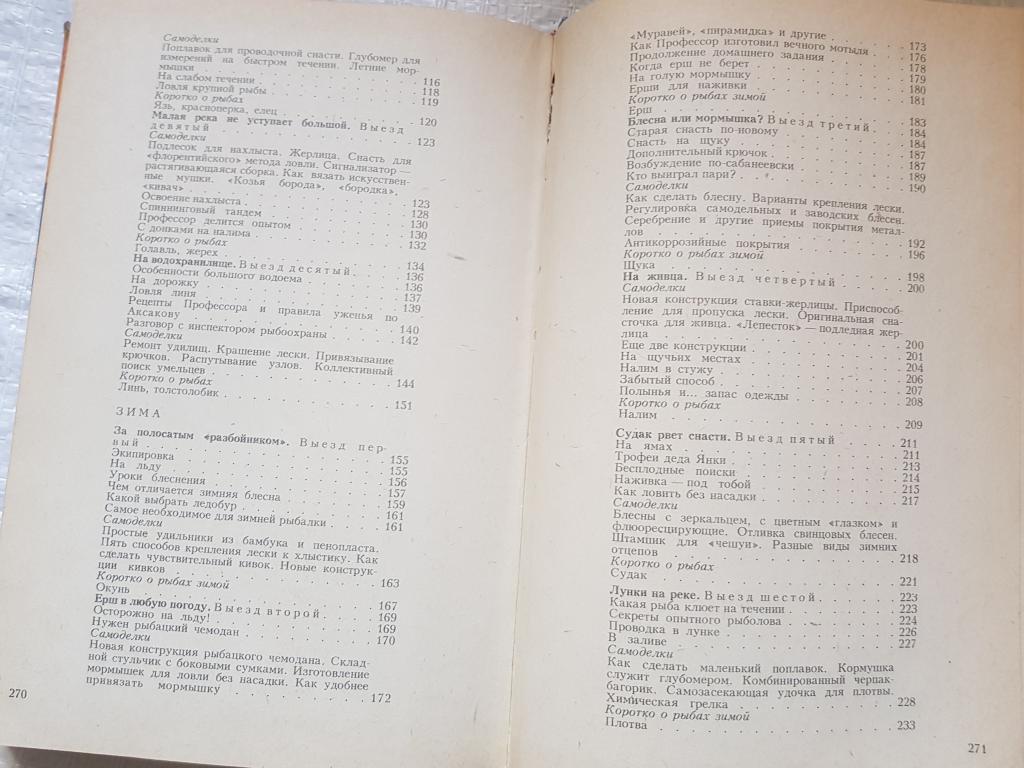 Самоделки
Поплавок для проводочной снасти. Глубомер для
измерений на быстром течении. Летние мор-
мышки . . . . . . . . . . . . 116
На слабом течении . . . . . . . . . . 118
Ловля крупной рыбы . . . . . . . . . . 119
Коротко о рыбах
Язь, красноперка, елец . . . . . . . . . 120
Малая река не уступает большой. Выезд
девятый . . . . . . . . . . . . 123
Самоделки
Подлесок для нахлыста. Жерлица. Снасть для
«флорентийского» метода ловли. Сигнализатор —
растягивающаяся сборка. Как вязать искусствен-
ные мушки. «Козья борода», «бородка»,
«кивач» . . . . . . . . . . . . 123
Освоение нахлыста . . . . . . . . . . 128
Спиннинговый тандем . . . . . . . . . 130
Профессор делится опытом . . . . . . . . 130
С донками на налима . . . . . . . . . 132
Коротко о рыбах
Голавль, жерех . . . . . . . . . . . 134
На водохранилище. Выезд десятый . . . . . 136
Особенности большого водоема . . . . . . . 136
На дорожку . . . . . . . . . . . . 137
Ловля линя . . . . . . . . . . . . 139
Рецепты Профессора и правила уженья по
Аксакову . . . . . . . . . . . . 140
Разговор с инспектором рыбоохраны . . . . . 142
Самоделки
Ремонт удилищ. Крашение лески. Привязывание
крючков. Распутывание узлов. Коллективный
поиск умельцев . . . . . . . . . . . 144
Коротко о рыбах
Линь, толстолобик . . . . . . . . . . 151
ЗИМА
За полосатым «разбойником». Выезд пер-
вый . . . . . . . . . . . . . . 155
Экипировка . . . . . . . . . . . . 155
На льду . . . . . . . . . . . . . 156
Уроки блеснения . . . . . . . . . . . 157
Чем отличается зимняя блесна . . . . . . . 159
Какой выбрать ледобур . . . . . . . . . 161
Самое необходимое для зимней рыбалки . . . . 161
Самоделки
Простые удильники из бамбука и пенопласта.
Пять способов крепления лески к хлыстику. Как
сделать чувствительный кивок. Новые конструк-
ции кивков . . . . . . . . . . . . 163
Коротко о рыбах зимой
Окунь . . . . . . . . . . . . . . 167
Ерш в любую погоду. Выезд второй . . . . 169
Осторожно на льду! . . . . . . . . . . 169
Нужен рыбацкий чемодан . . . . . . . . 170
Самоделки
Новая конструкция рыбацкого чемодана. Склад-
ной стульчик с боковыми сумками. Изготовление
мормышек для ловли без насадки. Как удобнее
привязать мормышку . . . . . . . . . . 172
270
«Муравей», «пирамидка» и другие . . . . . . 173
Как Профессор изготовил вечного мотыля . . . 176
Продолжение домашнего задания . . . . . . 176
Когда ерш не берет . . . . . . . . . . 178
На голую мормышку . . . . . . . . . . 179
Ерши для наживки . . . . . . . . . . 180
Коротко о рыбах зимой . . . . . . . . . 181
Ерш
Блесна или мормышка? Выезд третий . . . . 183
Старая снасть по-новому . . . . . . . . 184
Снасть на щуку . . . . . . . . . . . 184
Дополнительный крючок . . . . . . . . . 187
Возбуждение по-сабанеевски . . . . . . . 187
Кто выиграл пари? . . . . . . . . . . 189
Самоделки . . . . . . . . . . . . 190
Как сделать блесну. Варианты крепления лески.
Регулировка самодельных и заводских блесен.
Серебрение и другие приемы покрытия метал-
лов . . . . . . . . . . . . . . 192
Антикоррозийные покрытия . . . . . . . . 196
Коротко о рыбах зимой
Щука . . . . . . . . . . . . . . 198
На живца. Выезд четвертый . . . . . . . 200
Самоделки
Новая конструкция ставки-жерлицы. Приспособ-
ление для пропуска лески. Оригинальная сна-
сточка для живца. «Лепесток» — подледная жер-
лица . . . . . . . . . . . . . . 200
Еще две конструкции . . . . . . . . . 201
На щучьих местах . . . . . . . . . . 204
Налим в стужу . . . . . . . . . . . 206
Забытый способ . . . . . . . . . . . 207
Полынья и... запас одежды . . . . . . . . 208
Коротко о рыбах
Налим . . . . . . . . . . . . . . 209
Судак рвет снасти. Выезд пятый . . . . 211
На ямах . . . . . . . . . . . . . 211
Трофеи деда Янки . . . . . . . . . . 213
Бесплодные поиски . . . . . . . . . . 214
Наживка — под тобой . . . . . . . . . 215
Как ловить без насадки . . . . . . . . . 217
Самоделки
Блесны с зеркальцем, с цветным «глазком» и
флюоресцирующие. Отливка свинцовых блесен.
Штампик для «чешуи». Разные виды зимних
отцепов . . . . . . . . . . . . . 218
Коротко о рыбах
Судак . . . . . . . . . . . . . . 221
Лунки на реке. Выезд шестой . . . . . . 223
Какая рыба клюет на течении . . . . . . . 223
Секреты опытного рыболова . . . . . . . 224
Проводка в лунке . . . . . . . . . . 226
В заливе . . . . . . . . . . . . . 227
Самоделки
Как сделать маленький поплавок. Кормушка
служит глубомером. Комбинированный черпак-
багорик. Самозасекающая удочка для плотвы.
Химическая грелка . . . . . . . . . . 228
Коротко о рыбах зимой
Плотва . . . . . . . . . . . . . 233
271